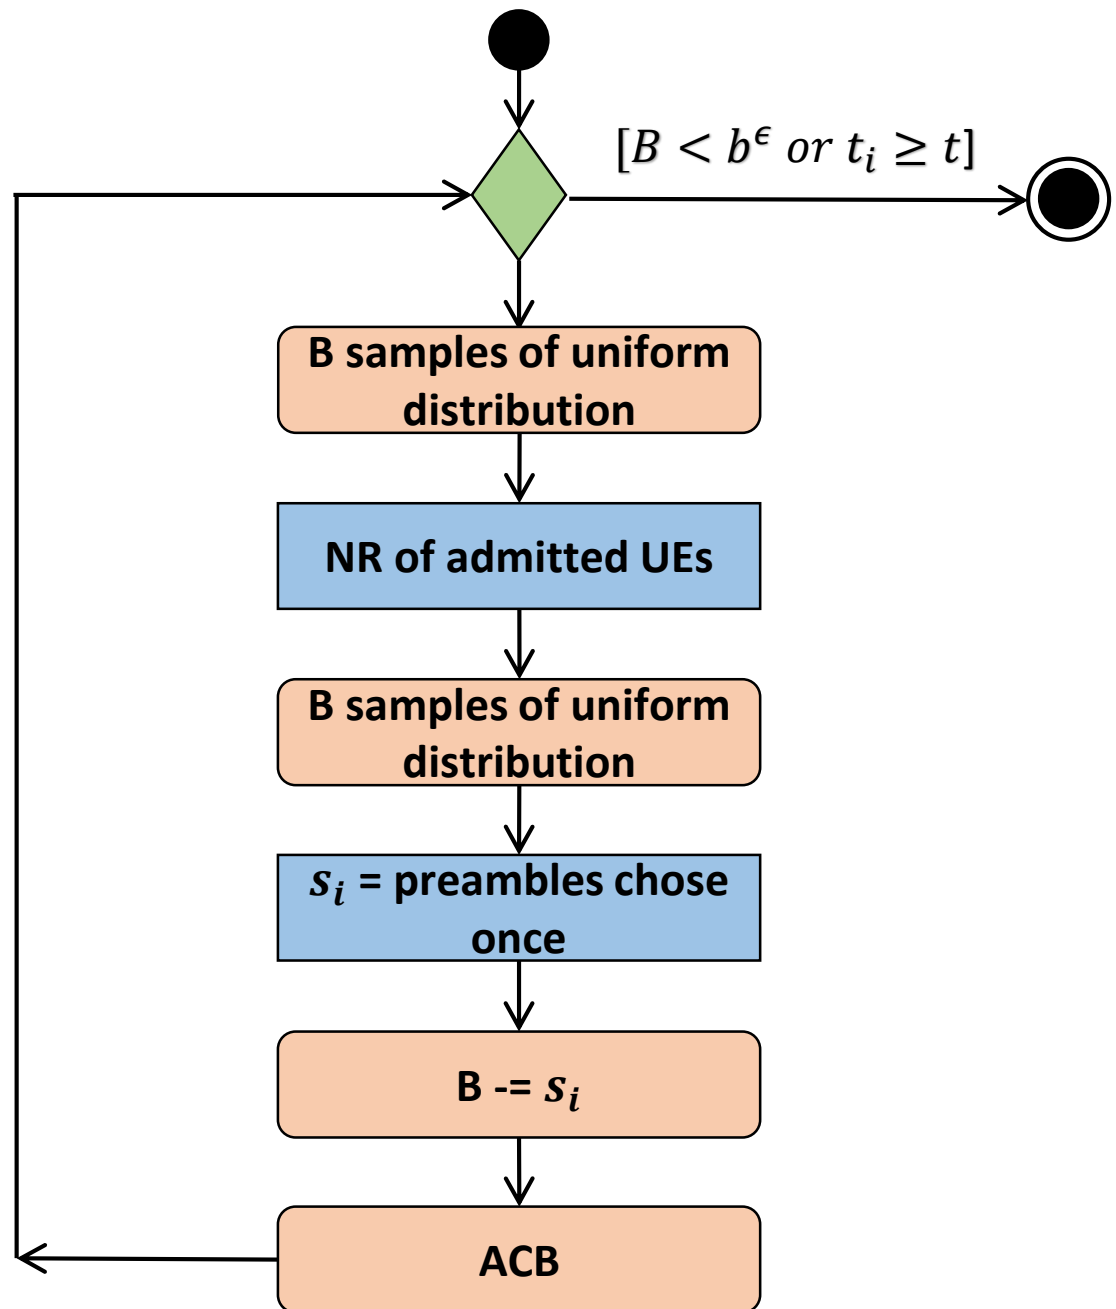 [B < b^ϵ or t_i ≥ t]
B samples of uniform
distribution
NR of admitted UEs
B samples of uniform
distribution
s_i = preambles chose
once
B -= s_i
ACB